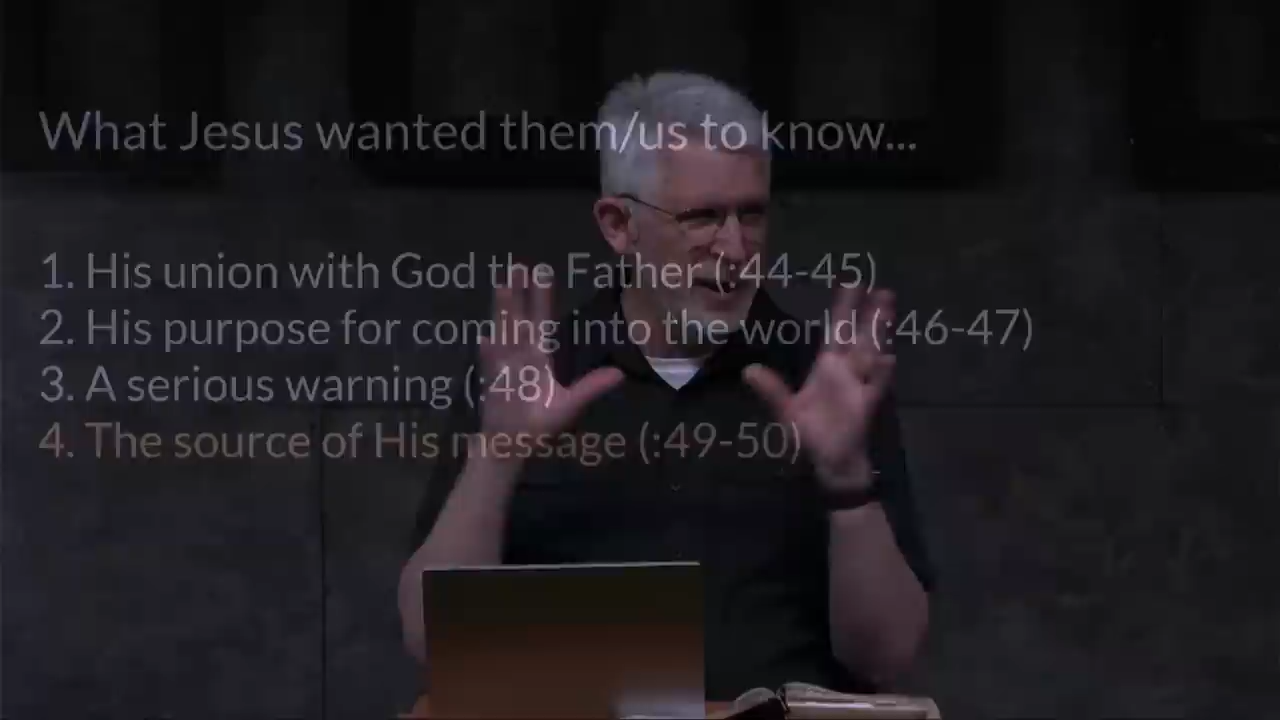 What Jesus wanted them/us to know...
1. His union with God the Father (:44-45)
2. His purpose for coming into the world (:46-47)
3. A serious warning (:48)
4. The source of His message (:49-50)